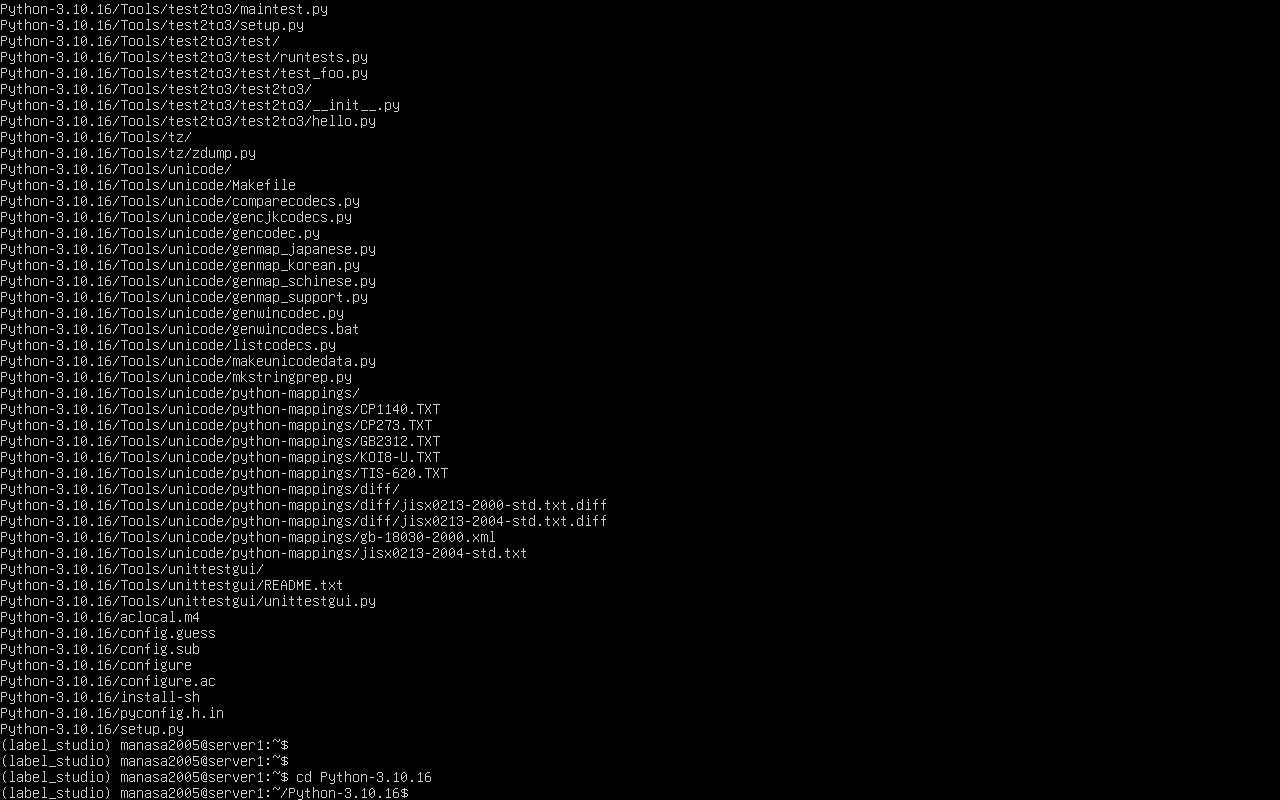 Python-3.10.16/Tools/test2to3/maintest.py
Python-3.10.16/Tools/test2to3/setup.py
Python-3.10.16/Tools/test2to3/test/
Python-3.10.16/Tools/test2to3/test/runtests.py
Python-3.10.16/Tools/test2to3/test/test_foo.py
Python-3.10.16/Tools/test2to3/test2to3/
Python-3.10.16/Tools/test2to3/test2to3/__init__.py
Python-3.10.16/Tools/test2to3/test2to3/hello.py
Python-3.10.16/Tools/tz/
Python-3.10.16/Tools/tz/zdump.py
Python-3.10.16/Tools/unicode/
Python-3.10.16/Tools/unicode/Makefile
Python-3.10.16/Tools/unicode/comparecodecs.py
Python-3.10.16/Tools/unicode/gencjkcodecs.py
Python-3.10.16/Tools/unicode/gencodec.py
Python-3.10.16/Tools/unicode/genmap_japanese.py
Python-3.10.16/Tools/unicode/genmap_korean.py
Python-3.10.16/Tools/unicode/genmap_schinese.py
Python-3.10.16/Tools/unicode/genmap_support.py
Python-3.10.16/Tools/unicode/genwincodec.py
Python-3.10.16/Tools/unicode/genwincodecs.bat
Python-3.10.16/Tools/unicode/listcodecs.py
Python-3.10.16/Tools/unicode/makeunicodedata.py
Python-3.10.16/Tools/unicode/mkstringprep.py
Python-3.10.16/Tools/unicode/python-mappings/
Python-3.10.16/Tools/unicode/python-mappings/CP1140.TXT
Python-3.10.16/Tools/unicode/python-mappings/CP273.TXT
Python-3.10.16/Tools/unicode/python-mappings/GB2312.TXT
Python-3.10.16/Tools/unicode/python-mappings/KOI8-U.TXT
Python-3.10.16/Tools/unicode/python-mappings/TIS-620.TXT
Python-3.10.16/Tools/unicode/python-mappings/diff/
Python-3.10.16/Tools/unicode/python-mappings/diff/jisx0213-2000-std.txt.diff
Python-3.10.16/Tools/unicode/python-mappings/diff/jisx0213-2004-std.txt.diff
Python-3.10.16/Tools/unicode/python-mappings/gb-18030-2000.xml
Python-3.10.16/Tools/unicode/python-mappings/jisx0213-2004-std.txt
Python-3.10.16/Tools/unittestgui/
Python-3.10.16/Tools/unittestgui/README.txt
Python-3.10.16/Tools/unittestgui/unittestgui.py
Python-3.10.16/aclocal.m4
Python-3.10.16/config.guess
Python-3.10.16/config.sub
Python-3.10.16/configure
Python-3.10.16/configure.ac
Python-3.10.16/install-sh
Python-3.10.16/pyconfig.h.in
Python-3.10.16/setup.py
(label_studio) manasa2005@server1:~$
(label_studio) manasa2005@server1:~$
(label_studio) manasa2005@server1:~$ cd Python-3.10.16
(label_studio) manasa2005@server1:~/Python-3.10.16$